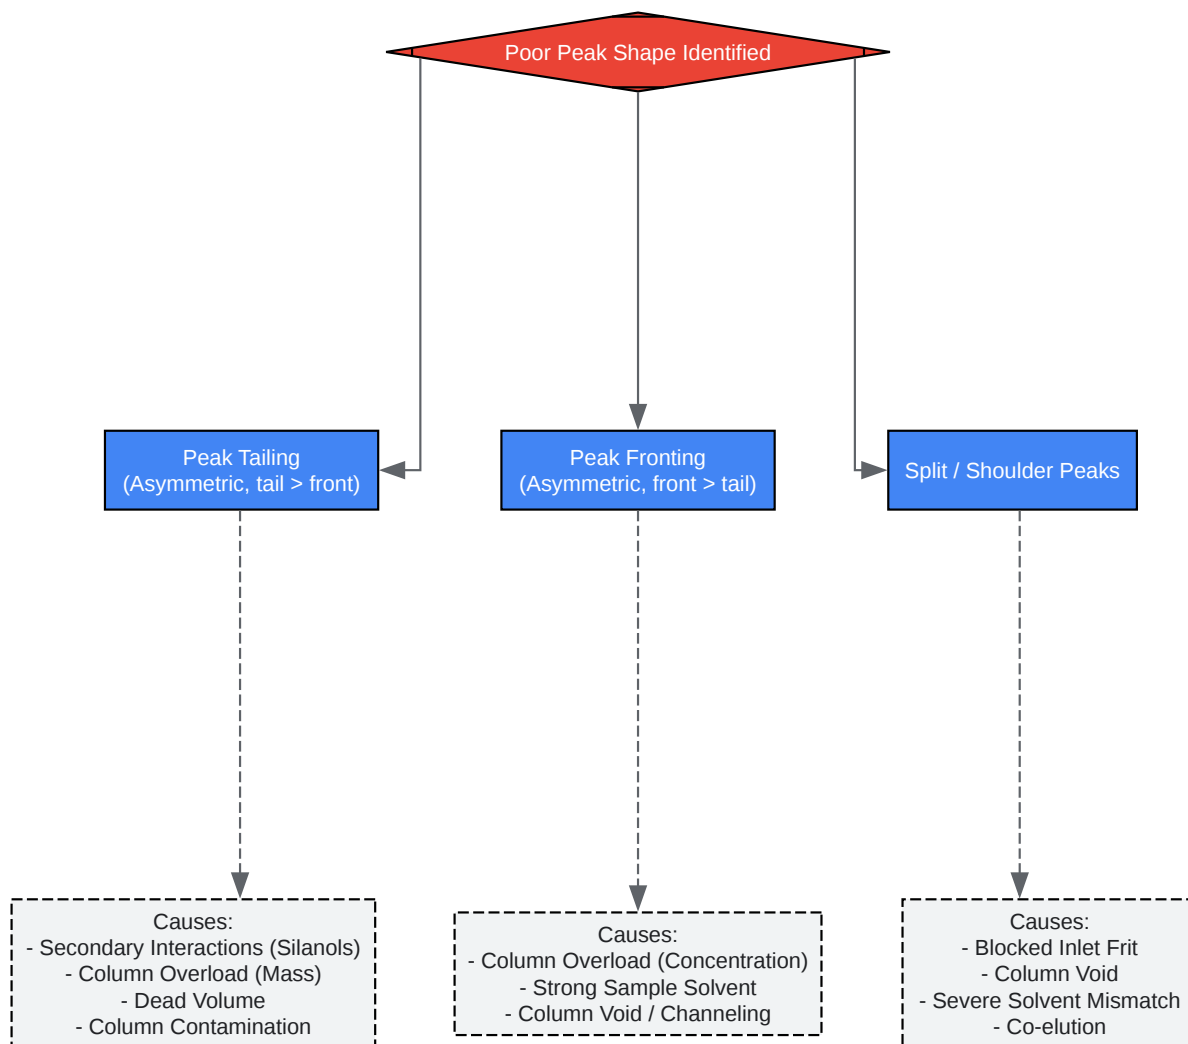 Poor Peak Shape Identified
Peak Tailing
(Asymmetric, tail > front)
Peak Fronting
(Asymmetric, front > tail)
Split / Shoulder Peaks
Causes:
- Secondary Interactions (Silanols)
- Column Overload (Mass)
- Dead Volume
- Column Contamination
Causes:
- Column Overload (Concentration)
- Strong Sample Solvent
- Column Void / Channeling
Causes:
- Blocked Inlet Frit
- Column Void
- Severe Solvent Mismatch
- Co-elution